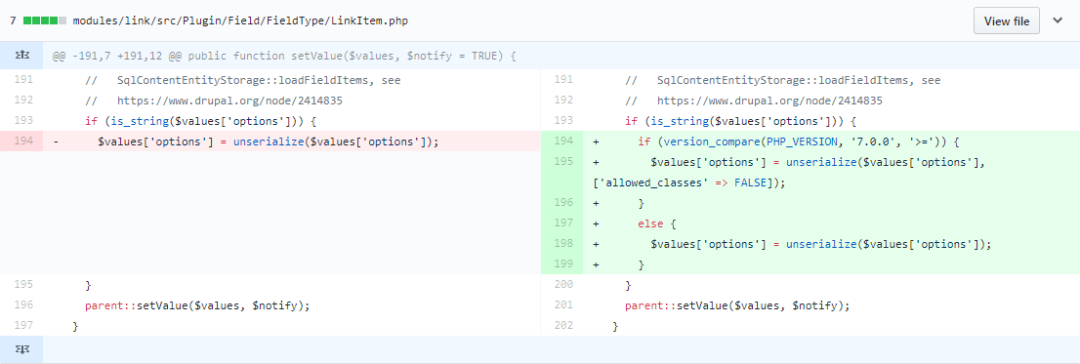 7 modules/link/src/Plugin/Field/FieldType/LinkItem.php View file
@@ -191,7 +191,12 @@ public function setValue($values, $notify = TRUE) {
191 // SqlContentEntityStorage::loadFieldItems, see
192 // https://www.drupal.org/node/2414835
193 if (is_string($values['options'])) {
194 - $values['options'] = unserialize($values['options']);
195 }
196 parent::setValue($values, $notify);
197 }
191 // SqlContentEntityStorage::loadFieldItems, see
192 // https://www.drupal.org/node/2414835
193 if (is_string($values['options'])) {
194 + if (version_compare(PHP_VERSION, '7.0.0', '>=')) {
195 + $values['options'] = unserialize($values['options'],
['allowed_classes' => FALSE]);
196 + }
197 + else {
198 + $values['options'] = unserialize($values['options']);
199 + }
200 }
201 parent::setValue($values, $notify);
202 }